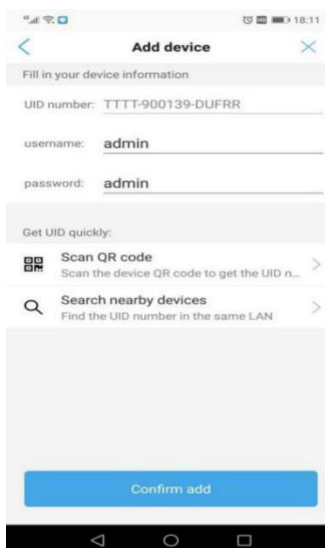 18:11
Add device
Fill in your device information
UID number: TTTT-900139-DUFRR
username: admin
password: admin
Get UID quickly:
Scan QR code
Scan the device QR code to get the UID n...
Search nearby devices
Find the UID number in the same LAN
Confirm add